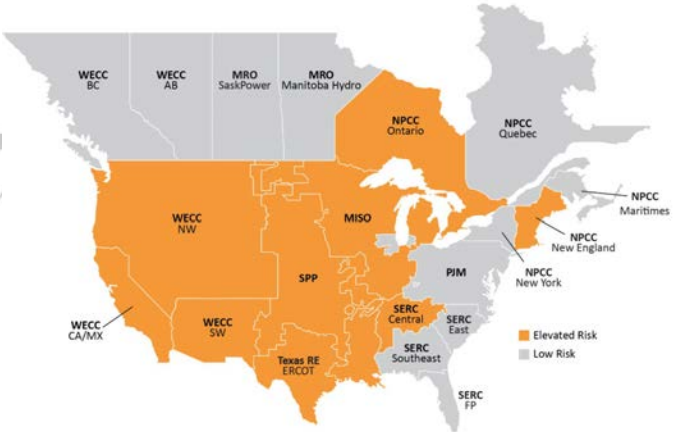 WECC
BC
WECC
AB
MRO
SaskPower
MRO
Manitoba Hydro
NPCC
Ontario
NPCC
Quebec
NPCC
Maritimes
NPCC
New England
NPCC
New York
WECC
NW
MISO
SPP
PJM
WECC
CA/MX
WECC
SW
Texas RE
ERCOT
SERC
Central
SERC
East
SERC
Southeast
SERC
FP
Elevated Risk
Low Risk